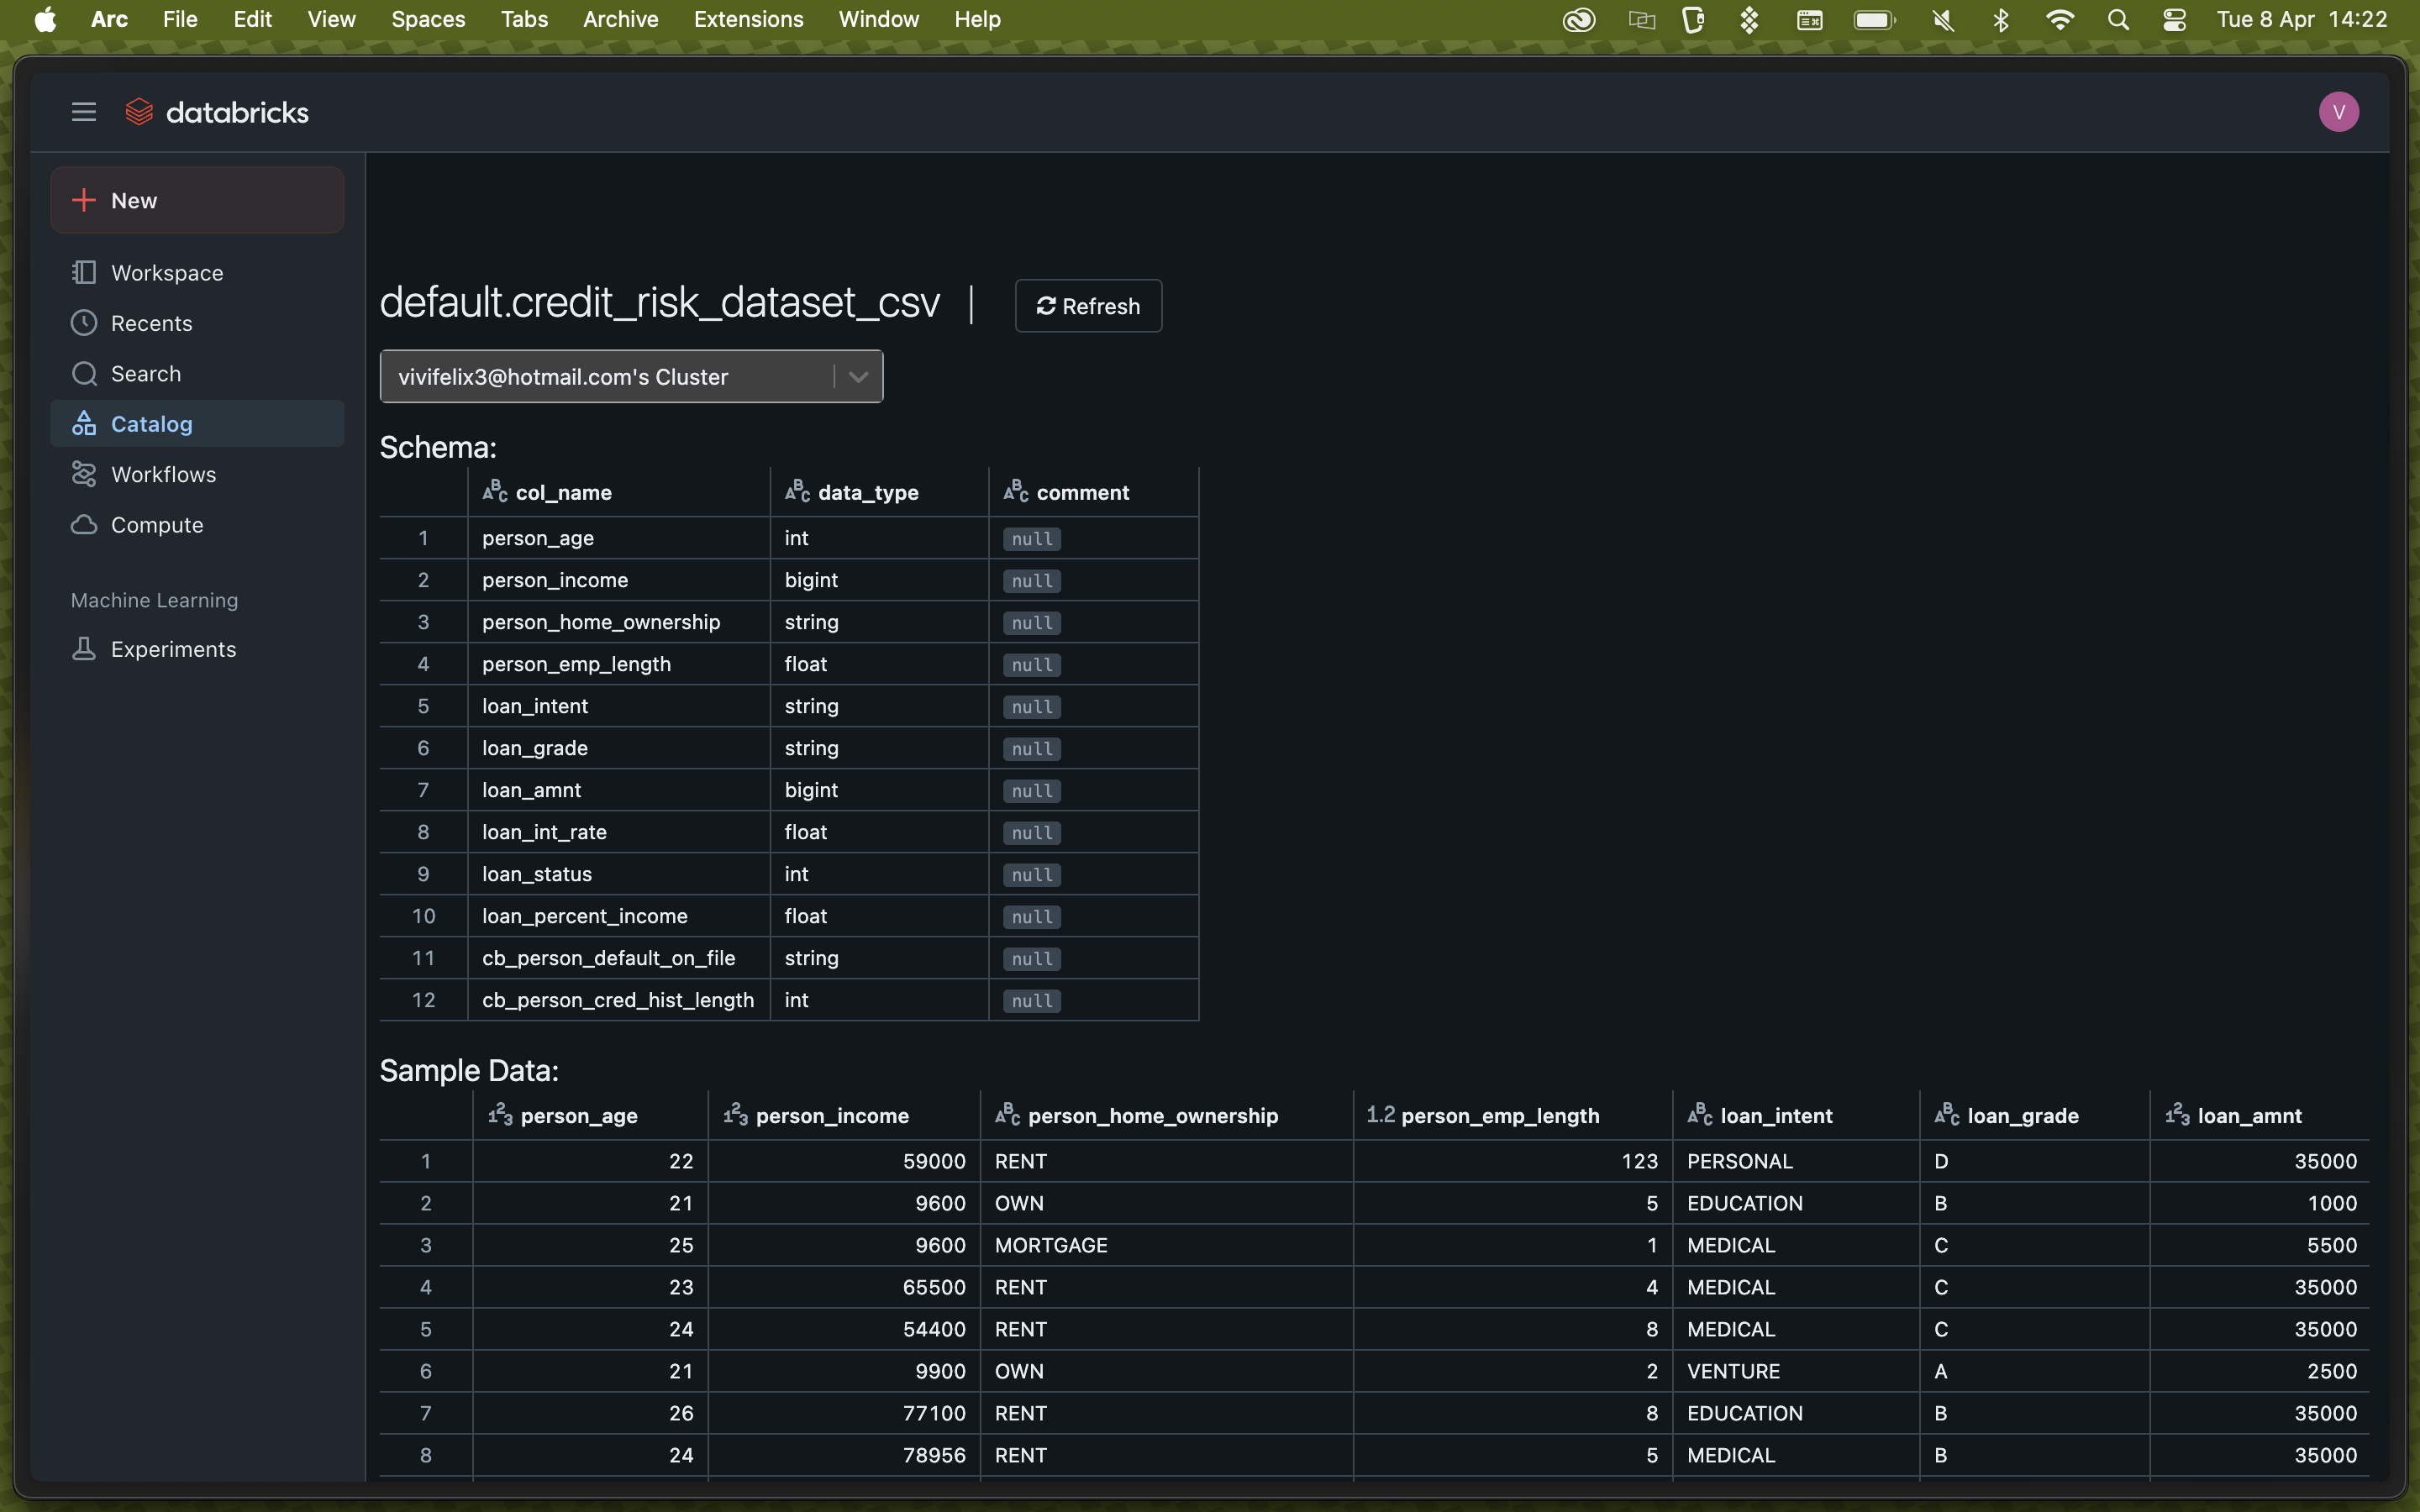 Arc File Edit View Spaces Tabs Archive Extensions Window Help Tue 8 Apr 14:22
databricks
V
New
Workspace
Recents
Search
Catalog
Workflows
Compute
Machine Learning
Experiments
default.credit_risk_dataset_csv | Refresh
vivifelix3@hotmail.com's Cluster
Schema:
col_name data_type comment
1 person_age int null
2 person_income bigint null
3 person_home_ownership string null
4 person_emp_length float null
5 loan_intent string null
6 loan_grade string null
7 loan_amnt bigint null
8 loan_int_rate float null
9 loan_status int null
10 loan_percent_income float null
11 cb_person_default_on_file string null
12 cb_person_cred_hist_length int null
Sample Data:
person_age person_income person_home_ownership 1.2 person_emp_length loan_intent loan_grade loan_amnt
1 22 59000 RENT 123 PERSONAL D 35000
2 21 9600 OWN 5 EDUCATION B 1000
3 25 9600 MORTGAGE 1 MEDICAL C 5500
4 23 65500 RENT 4 MEDICAL C 35000
5 24 54400 RENT 8 MEDICAL C 35000
6 21 9900 OWN 2 VENTURE A 2500
7 26 77100 RENT 8 EDUCATION B 35000
8 24 78956 RENT 5 MEDICAL B 35000